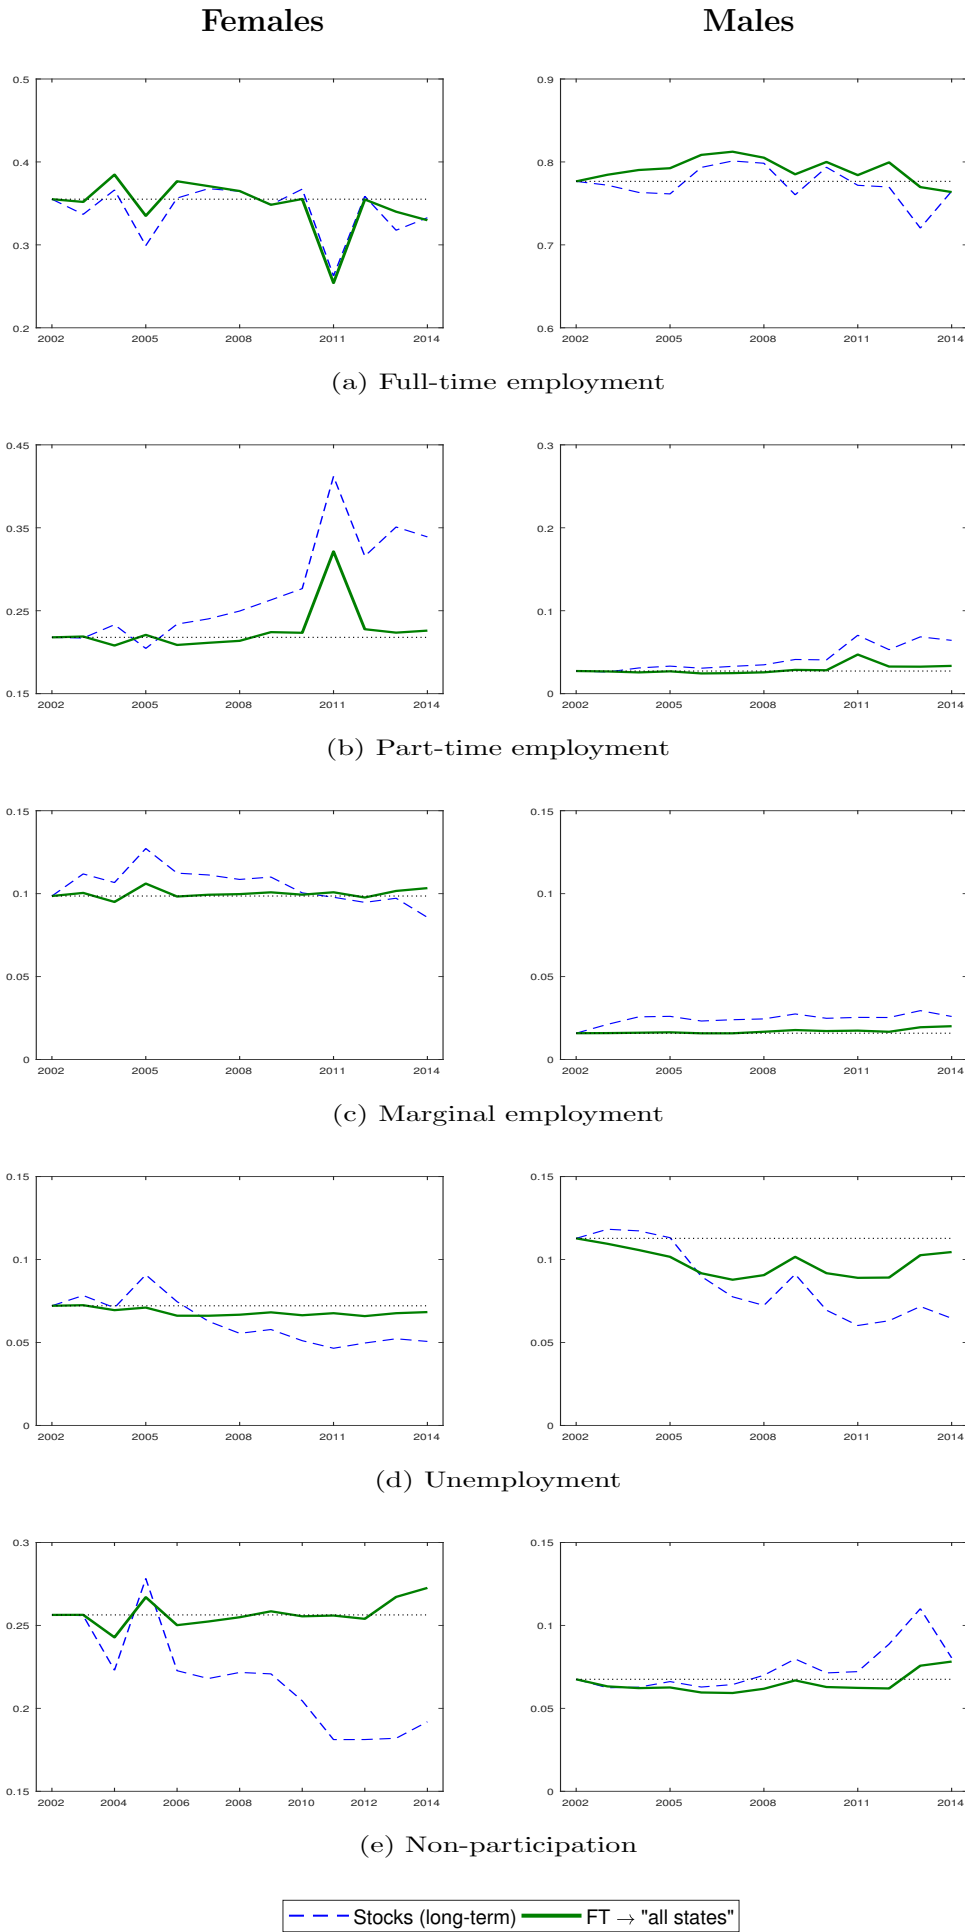 Females Males
0.5 0.9
0.4 0.8
0.3 0.7
0.2 0.6
2002 2005 2008 2011 2014 2002 2005 2008 2011 2014
(a) Full-time employment
0.45 0.3
0.35 0.2
0.25 0.1
0.15 0
2002 2005 2008 2011 2014 2002 2005 2008 2011 2014
(b) Part-time employment
0.15 0.15
0.1 0.1
0.05 0.05
0 0
2002 2005 2008 2011 2014 2002 2005 2008 2011 2014
(c) Marginal employment
0.15 0.15
0.1 0.1
0.05 0.05
0 0
2002 2005 2008 2011 2014 2002 2005 2008 2011 2014
(d) Unemployment
0.3 0.15
0.25 0.1
0.2 0.05
0.15 0
2002 2004 2006 2008 2010 2012 2014 2002 2005 2008 2011 2014
(e) Non-participation
Stocks (long-term) FT → "all states"